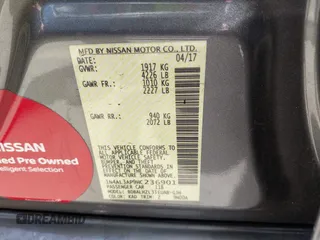 MFD BY NISSAN MOTOR CO., LTD.
DATE: 04/17
GVWR: 1917 KG
4226 LB
GAWR FR.: 1010 KG
2227 LB
GAWR RR.: 940 KG
2072 LB
THIS VEHICLE CONFORMS TO ALL
APPLICABLE FEDERAL MOTOR VEHICLE SAFETY,
BUMPER, AND THEFT
PREVENTION STANDARDS IN
EFFECT ON THE DATE OF
MANUFACTURE SHOWN ABOVE.
PASSENGER CAR
NISSAN
ed Pre Owned
elligent Selection
DREAMBID